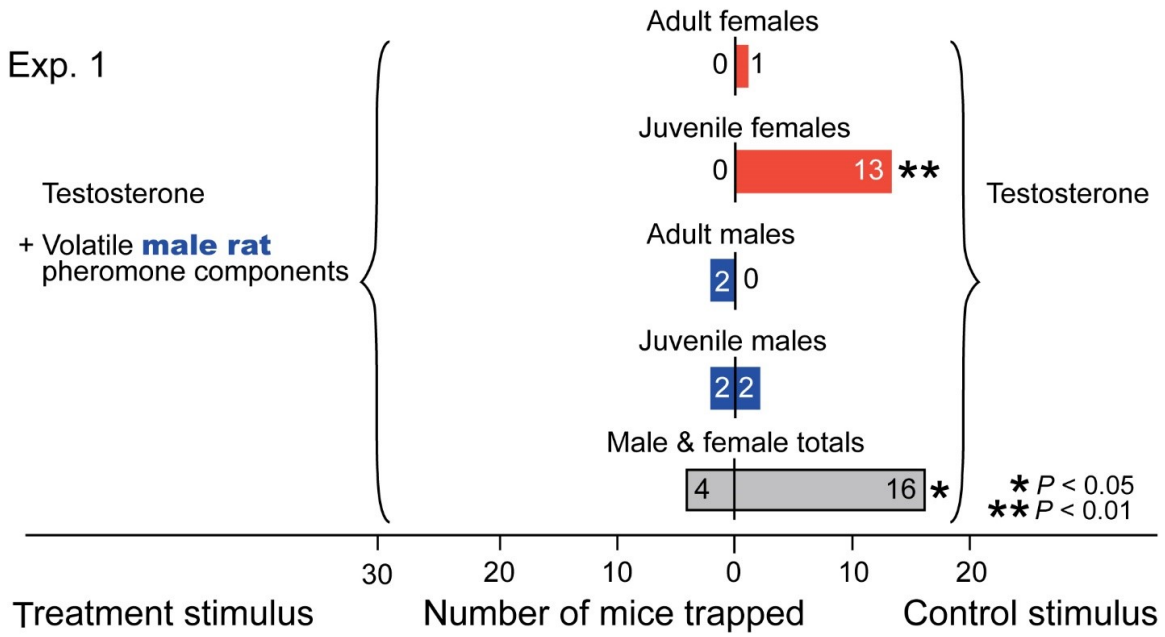 Exp. 1
Adult females
0 1
Juvenile females
0 13 **
Adult males
2 0
Juvenile males
2 2
Male & female totals
4 16 *
Testosterone
+ Volatile male rat
pheromone components
Testosterone
* P < 0.05
** P < 0.01
30 20 10 0 10 20
Treatment stimulus Number of mice trapped Control stimulus